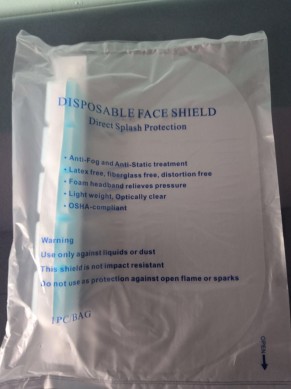 DISPOSABLE FACE SHIELD
Direct Splash Protection
• Anti-Fog and Anti-Static treatment
• Latex free, fiberglass free, distortion free
• Foam headband relieves pressure
• Light weight, Optically clear
• OSHA-compliant
Warning
Use only against liquids or dust
This shield is not impact resistant
Do not use as protection against open flame or sparks
1PC/BAG
OPEN